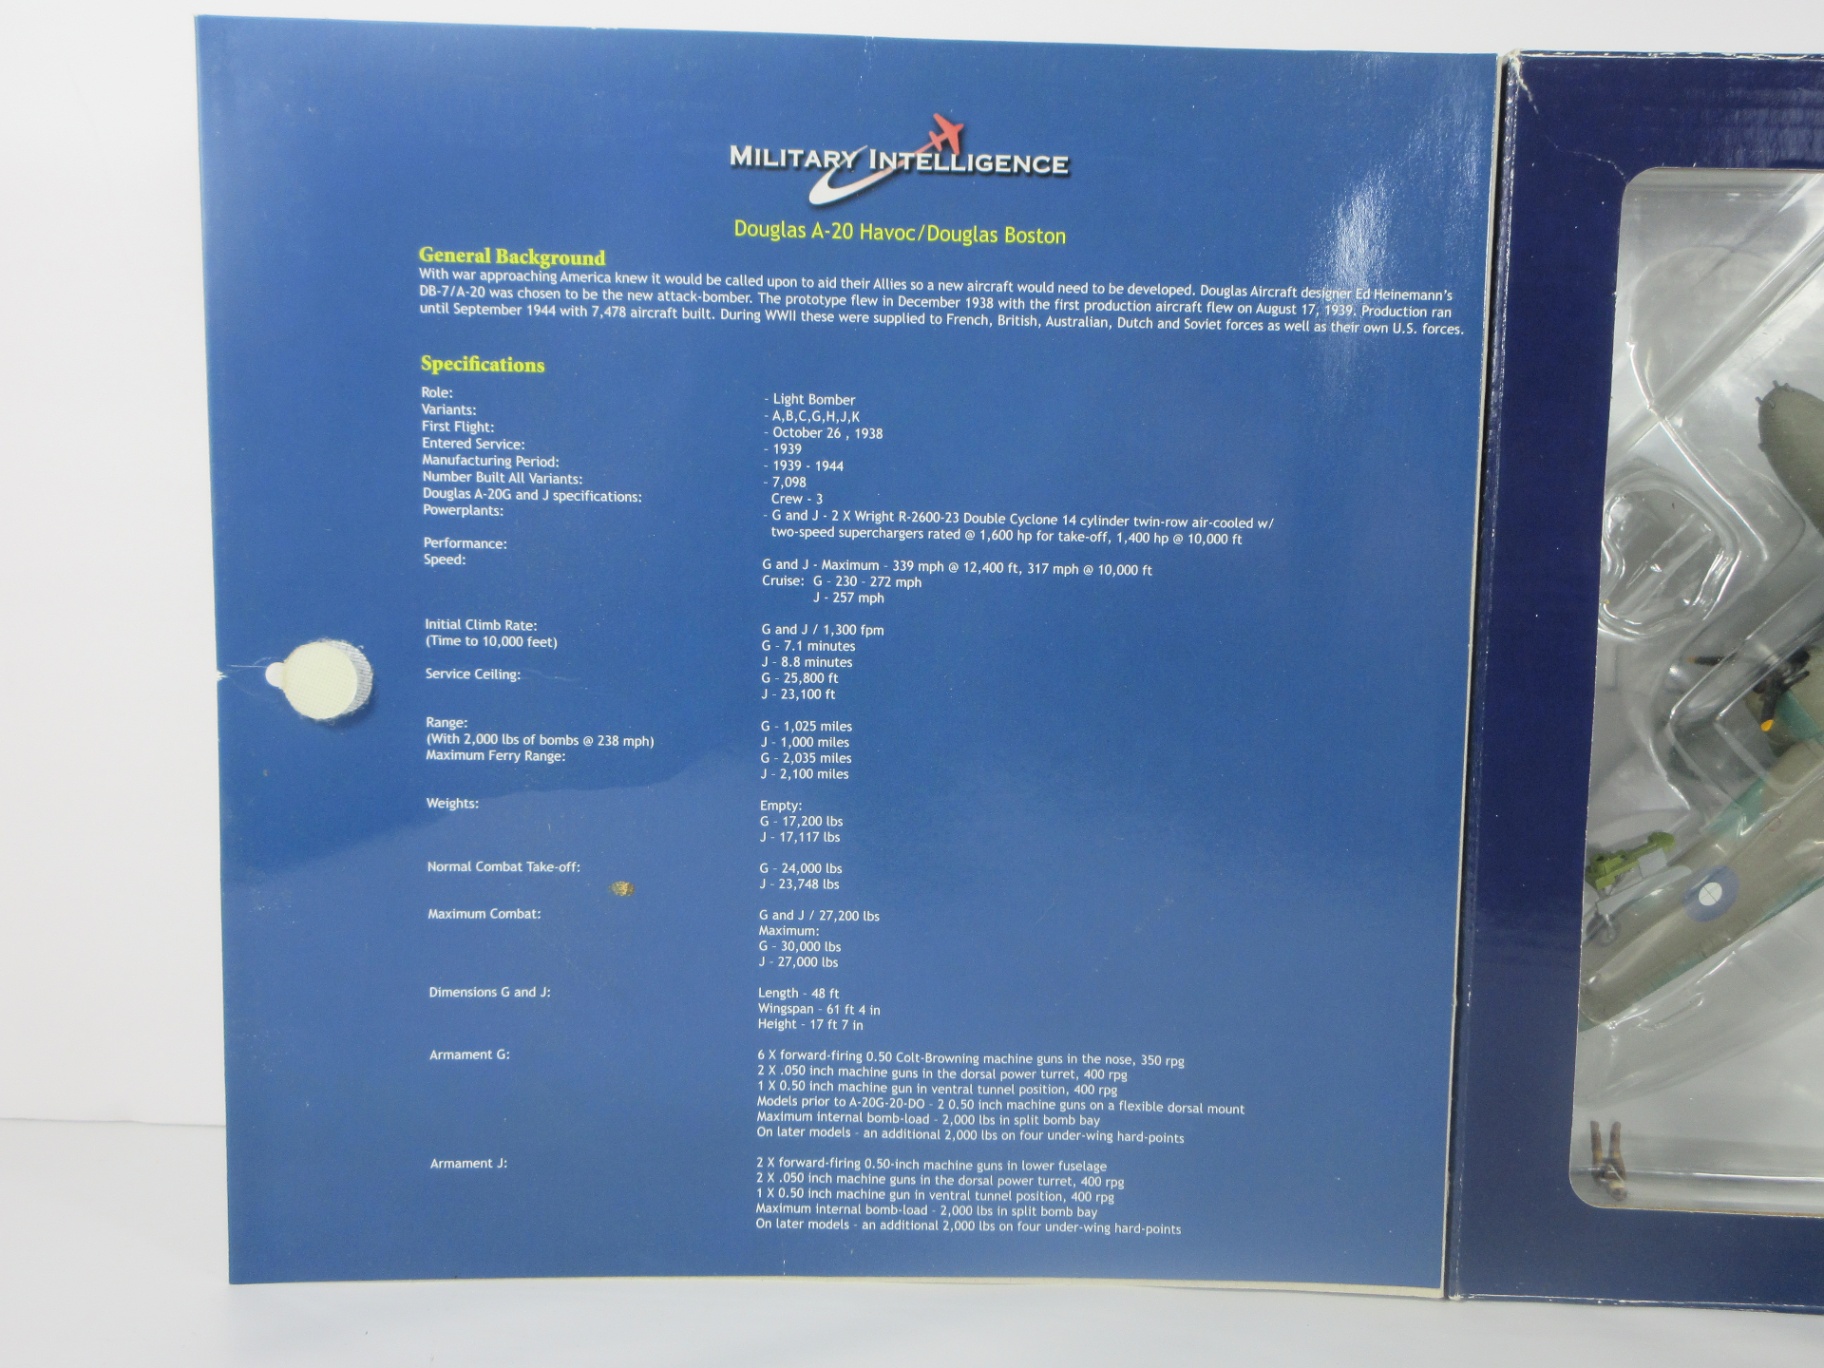 MILITARY INTELLIGENCE
Douglas A-20 Havoc/Douglas Boston
General Background
With war approaching America knew it would be called upon to aid their Allies so a new aircraft would need to be developed. Douglas Aircraft designer Ed Heinemann's
DB-7/A-20 was chosen to be the new attack-bomber. The prototype flew in December 1938 with the first production aircraft flew on August 17, 1939. Production ran
until September 1944 with 7,478 aircraft built. During WWII these were supplied to French, British, Australian, Dutch and Soviet forces as well as their own U.S. forces.
Specifications
Role: - Light Bomber
Variants: - A,B,C,G,H,J,K
First Flight: - October 26 , 1938
Entered Service: - 1939
Manufacturing Period: - 1939 - 1944
Number Built All Variants: - 7,098
Douglas A-20G and J specifications: Crew - 3
Powerplants: - G and J - 2 X Wright R-2600-23 Double Cyclone 14 cylinder twin-row air-cooled w/
two-speed superchargers rated @ 1,600 hp for take-off, 1,400 hp @ 10,000 ft
Performance:
Speed: G and J - Maximum - 339 mph @ 12,400 ft, 317 mph @ 10,000 ft
Cruise: G - 230 - 272 mph
J - 257 mph
Initial Climb Rate: G and J / 1,300 fpm
(Time to 10,000 feet) G - 7.1 minutes
J - 8.8 minutes
Service Ceiling: G - 25,800 ft
J - 23,100 ft
Range: G - 1,025 miles
(With 2,000 lbs of bombs @ 238 mph) J - 1,000 miles
Maximum Ferry Range: G - 2,035 miles
J - 2,100 miles
Weights: Empty:
G - 17,200 lbs
J - 17,117 lbs
Normal Combat Take-off: G - 24,000 lbs
J - 23,748 lbs
Maximum Combat: G and J / 27,200 lbs
Maximum:
G - 30,000 lbs
J - 27,000 lbs
Dimensions G and J: Length - 48 ft
Wingspan - 61 ft 4 in
Height - 17 ft 7 in
Armament G: 6 X forward-firing 0.50 Colt-Browning machine guns in the nose, 350 rpg
2 X .050 inch machine guns in the dorsal power turret, 400 rpg
1 X 0.50 inch machine gun in ventral tunnel position, 400 rpg
Models prior to A-20G-20-DO - 2 0.50 inch machine guns on a flexible dorsal mount
Maximum internal bomb-load - 2,000 lbs in split bomb bay
On later models - an additional 2,000 lbs on four under-wing hard-points
Armament J: 2 X forward-firing 0.50-inch machine guns in lower fuselage
2 X .050 inch machine guns in the dorsal power turret, 400 rpg
1 X 0.50 inch machine gun in ventral tunnel position, 400 rpg
Maximum internal bomb-load - 2,000 lbs in split bomb bay
On later models - an additional 2,000 lbs on four under-wing hard-points